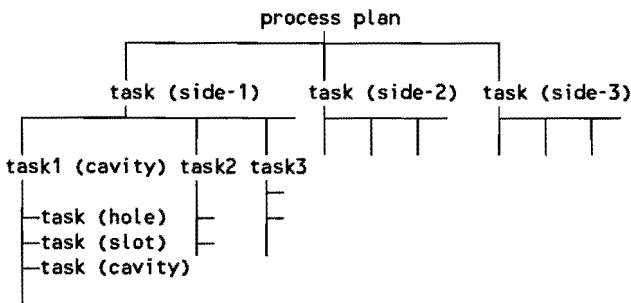 process plan
task (side-1) task (side-2) task (side-3)
task1 (cavity) task2 task3
task (hole)
task (slot)
task (cavity)